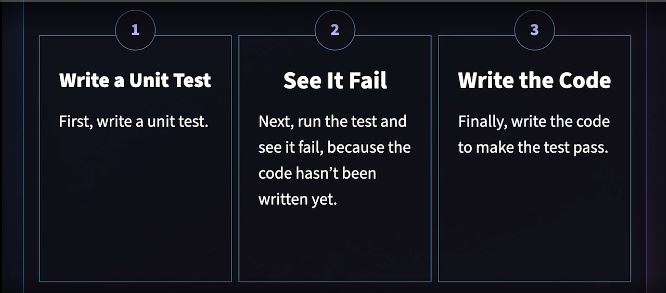 1
Write a Unit Test
First, write a unit test.
2
See It Fail
Next, run the test and
see it fail, because the
code hasn’t been
written yet.
3
Write the Code
Finally, write the code
to make the test pass.